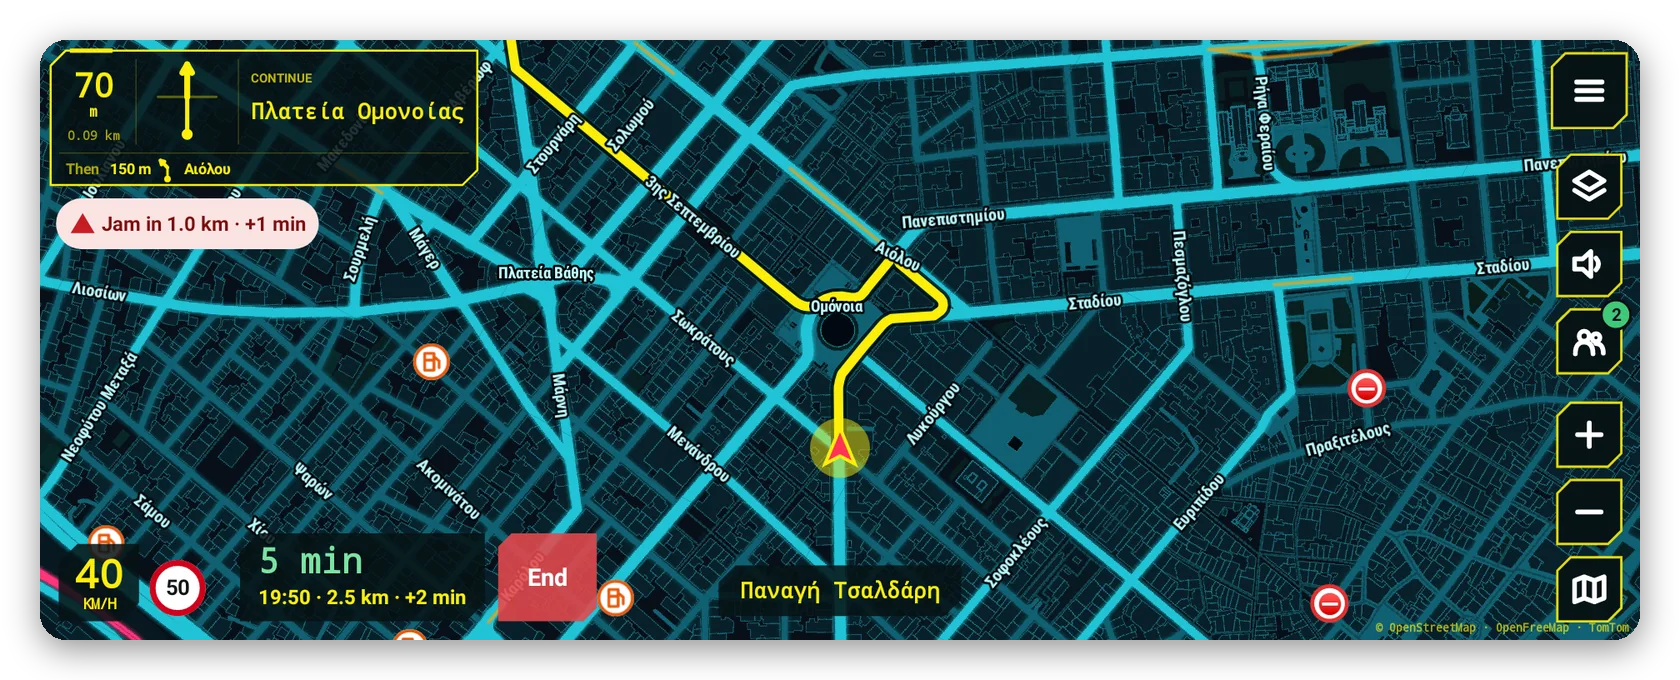 70
m
0.09 km
CONTINUE
Πλατεία Ομονοίας
Then 150 m Αιόλου
Jam in 1.0 km · +1 min
Στουρνάρη
Σολωμού
3ης Σεπτεμβρίου
Σουρμελή
Μάγερ
Πλατεία Βάθης
Λιοσίων
Νεοφύτου Μεταξά
Σωκράτους
Μάρνη
Μενάνδρου
Ψαρών
Ακομινάτου
Σάμου
Ομόνοια
Αιόλου
Πανεπιστημίου
Ρήγα Φεραίου
Πεσμαζόγλου
Σταδίου
Σταδίου
Λυκούργου
Πραξιτέλους
Ευριπίδου
Σοφοκλέους
2
40
KM/H
50
5 min
19:50 · 2.5 km · +2 min
End
Παναγή Τσαλδάρη
© OpenStreetMap · OpenFreeMap · TomTom